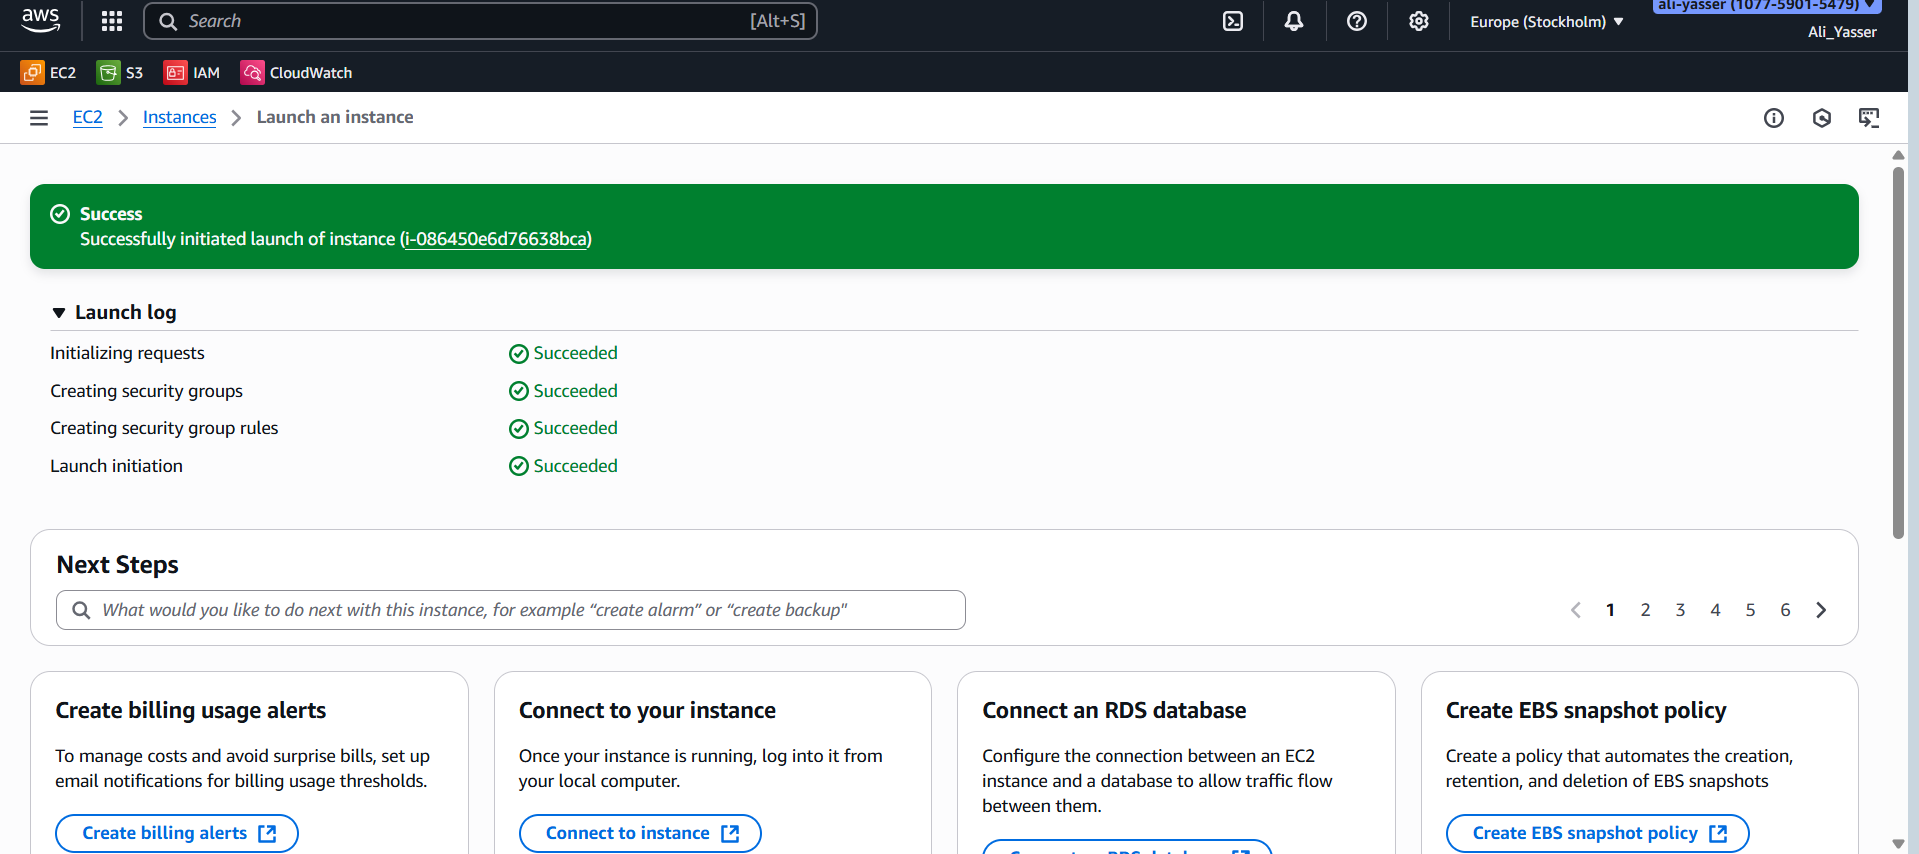 aws
Search [Alt+S]
Europe (Stockholm)
ali-yasser (1077-5901-5479)
Ali_Yasser
EC2 S3 IAM CloudWatch
EC2 Instances Launch an instance
Success
Successfully initiated launch of instance (i-086450e6d76638bca)
Launch log
Initializing requests Succeeded
Creating security groups Succeeded
Creating security group rules Succeeded
Launch initiation Succeeded
Next Steps
What would you like to do next with this instance, for example “create alarm” or “create backup"
1 2 3 4 5 6
Create billing usage alerts
To manage costs and avoid surprise bills, set up
email notifications for billing usage thresholds.
Create billing alerts
Connect to your instance
Once your instance is running, log into it from
your local computer.
Connect to instance
Connect an RDS database
Configure the connection between an EC2
instance and a database to allow traffic flow
between them.
Create EBS snapshot policy
Create a policy that automates the creation,
retention, and deletion of EBS snapshots
Create EBS snapshot policy